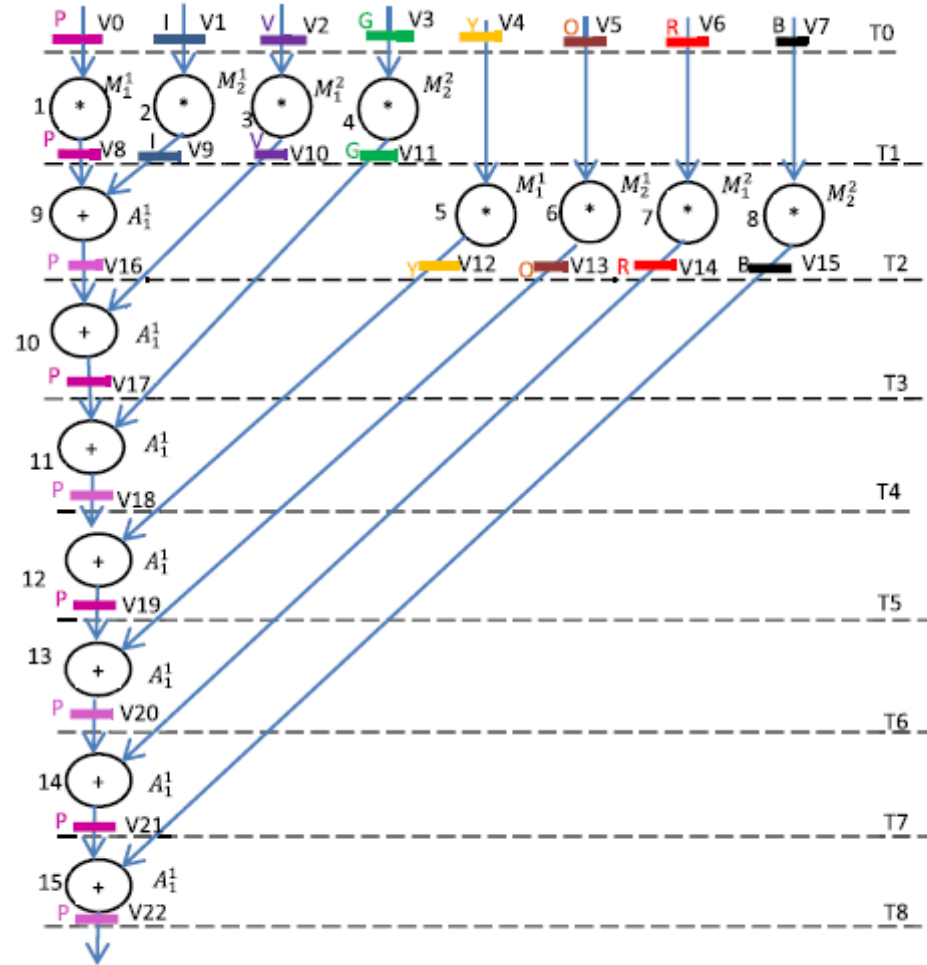 P V0 I V1 V V2 G V3 Y V4 O V5 R V6 B V7 T0
1 * M₁¹ 2 * M₂¹ 3 * M₁² 4 * M₂²
P V8 I V9 V V10 G V11 T1
9 + A₁¹ 5 * M₁¹ 6 * M₂¹ 7 * M₁² 8 * M₂²
P V16 Y V12 O V13 R V14 B V15 T2
10 + A₁¹
P V17 T3
11 + A₁¹
P V18 T4
12 + A₁¹
P V19 T5
13 + A₁¹
P V20 T6
14 + A₁¹
P V21 T7
15 + A₁¹
P V22 T8